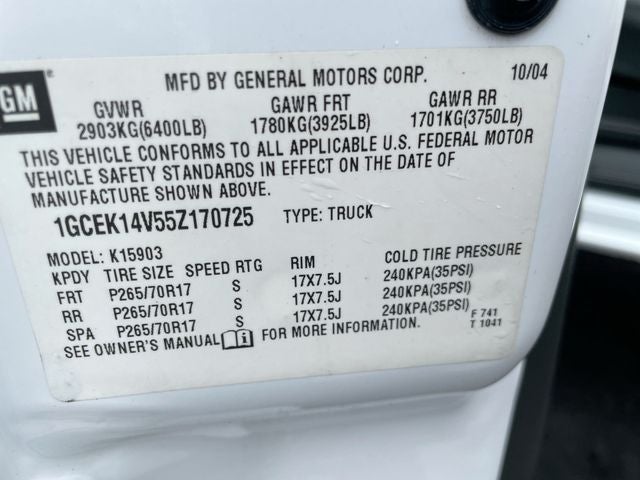 GM ®
MFD BY GENERAL MOTORS CORP. 10/04
GVWR GAWR FRT GAWR RR
2903KG(6400LB) 1780KG(3925LB) 1701KG(3750LB)
THIS VEHICLE CONFORMS TO ALL APPLICABLE U.S. FEDERAL MOTOR
VEHICLE SAFETY STANDARDS IN EFFECT ON THE DATE OF
MANUFACTURE SHOWN ABOVE.
1GCEK14V55Z170725 TYPE: TRUCK
MODEL: K15903
KPDY TIRE SIZE SPEED RTG RIM COLD TIRE PRESSURE
FRT P265/70R17 S 17X7.5J 240KPA(35PSI)
RR P265/70R17 S 17X7.5J 240KPA(35PSI)
SPA P265/70R17 S 17X7.5J 240KPA(35PSI)
SEE OWNER'S MANUAL i FOR MORE INFORMATION.
F 741
T 1041